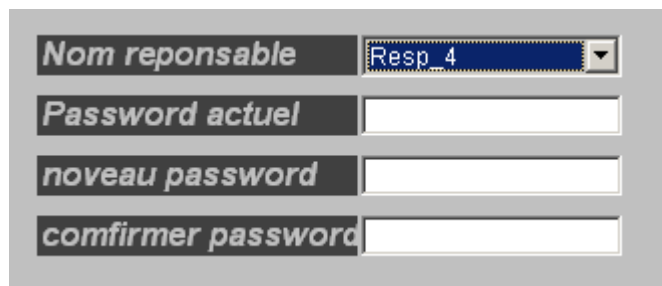 Nom reponsable Resp_4
Password actuel
noveau password
comfirmer password